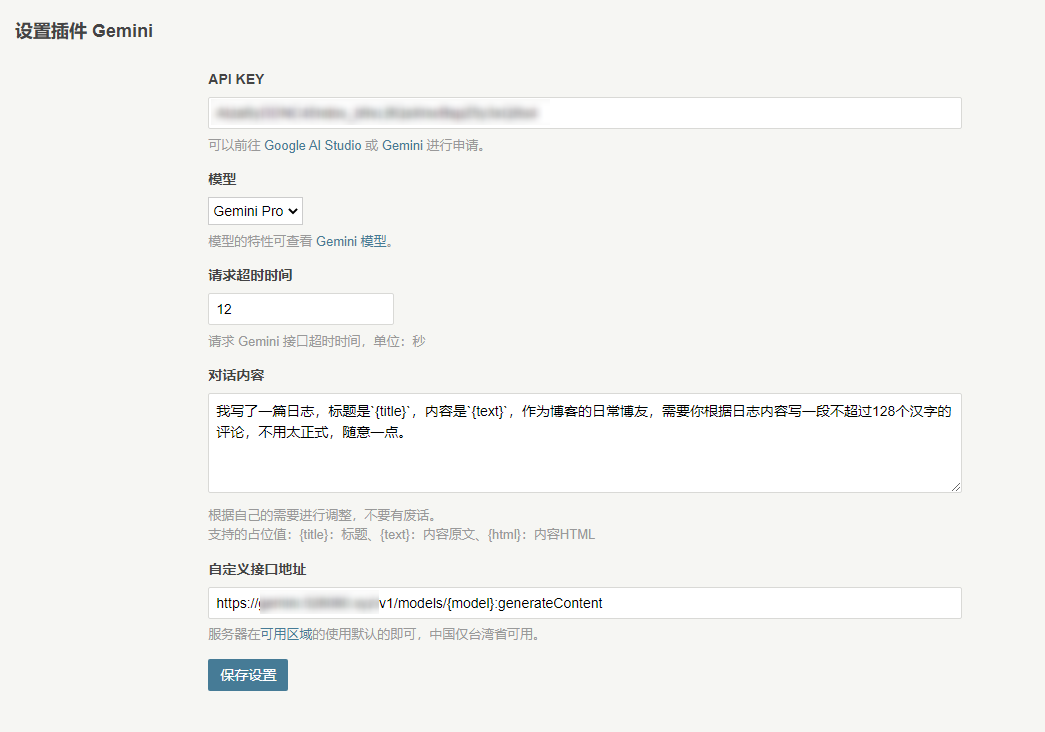 设置插件 Gemini
API KEY
可以前往 Google AI Studio 或 Gemini 进行申请。
模型
Gemini Pro
模型的特性可查看 Gemini 模型。
请求超时时间
12
请求 Gemini 接口超时时间，单位：秒
对话内容
我写了一篇日志，标题是`{title}`，内容是`{text}`，作为博客的日常博友，需要你根据日志内容写一段不超过128个汉字的
评论，不用太正式，随意一点。
根据自己的需要进行调整，不要有废话。
支持的占位值：{title}：标题、{text}：内容原文、{html}：内容HTML
自定义接口地址
https:// v1/models/{model}:generateContent
服务器在可用区域的使用默认的即可，中国仅台湾省可用。
保存设置